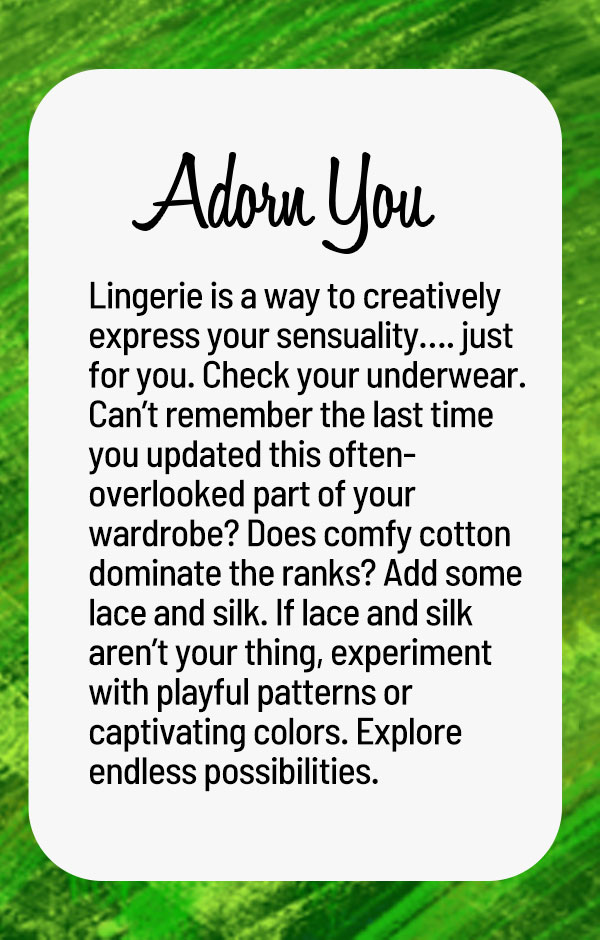 Adorn You
Lingerie is a way to creatively
express your sensuality.... just
for you. Check your underwear.
Can’t remember the last time
you updated this often-
overlooked part of your
wardrobe? Does comfy cotton
dominate the ranks? Add some
lace and silk. If lace and silk
aren’t your thing, experiment
with playful patterns or
captivating colors. Explore
endless possibilities.